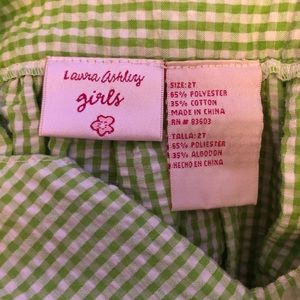 Laura Ashley
girls
SIZE: 2T
65% POLYESTER
35% COTTON
MADE IN CHINA
RN # 83603
TALLA: 2T
65% POLIESTER
35% ALGODON
HECHO EN CHINA